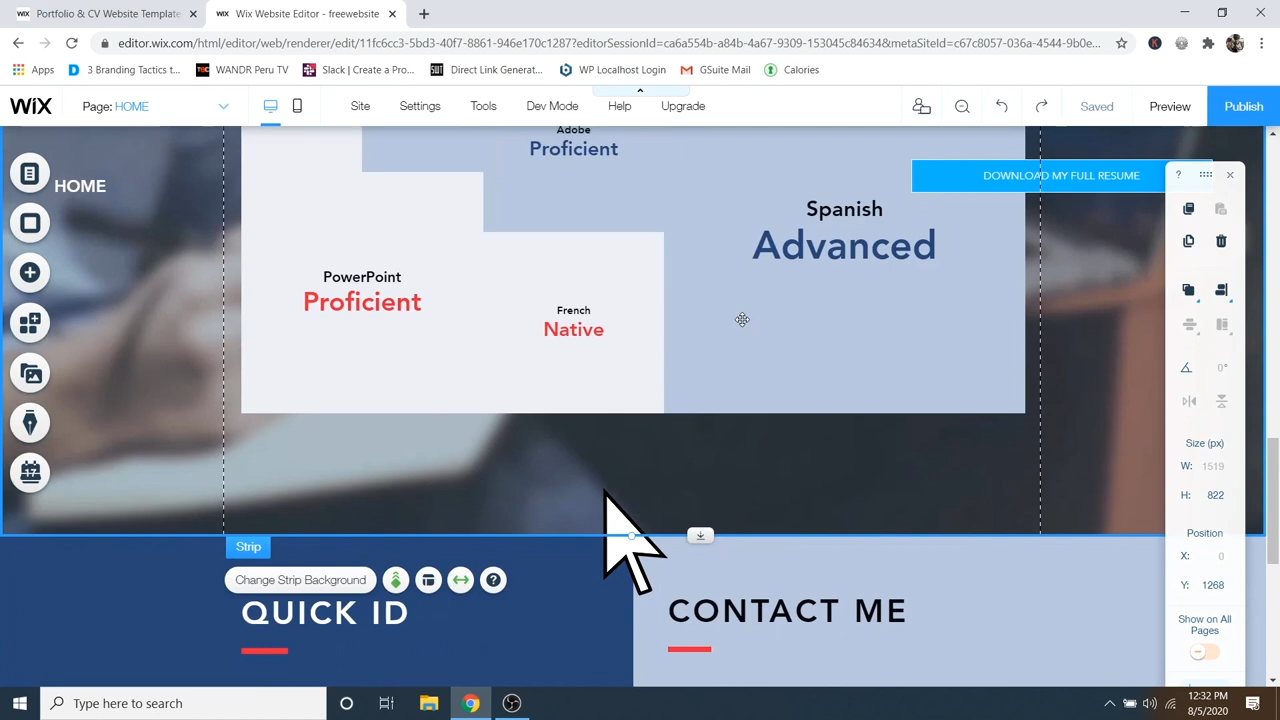 WiX Portfolio & CV Website Template
WiX Wix Website Editor - freewebsite
editor.wix.com/html/editor/web/renderer/edit/11fc6cc3-5bd3-40f7-8861-946e170c1287?editorSessionId=ca6a554b-a84b-4a67-9309-153045c84634&metaSiteId=c67c8057-036a-4544-9b0e...
Apps 3 Branding Tactics t... WANDR Peru TV Slack | Create a Pro... Direct Link Generat... WP Localhost Login GSuite Mail Calories
WiX Page: HOME Site Settings Tools Dev Mode Help Upgrade Saved Preview Publish
Adobe
Proficient
DOWNLOAD MY FULL RESUME
HOME
Spanish
Advanced
PowerPoint
Proficient
French
Native
0°
Size (px)
W: 1519
H: 822
Position
X: 0
Y: 1268
Show on All
Pages
Strip
Change Strip Background
QUICK ID
CONTACT ME
Type here to search
12:32 PM
8/5/2020